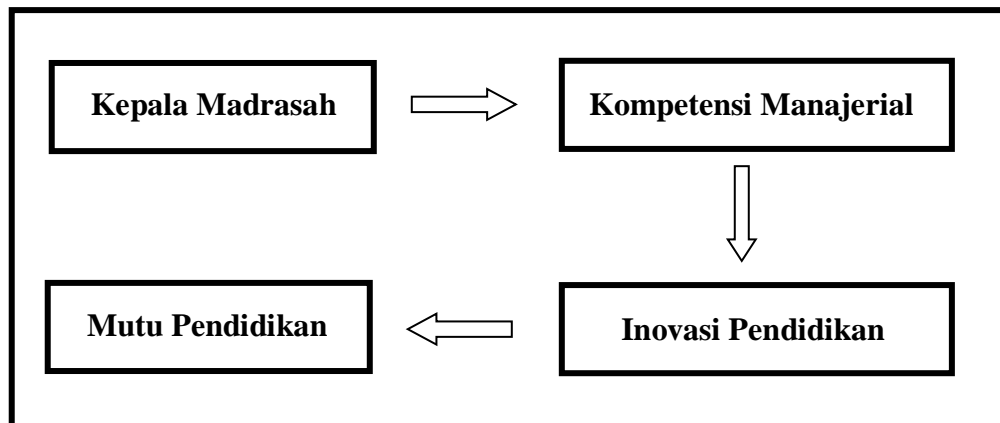 Kepala Madrasah
Kompetensi Manajerial
Mutu Pendidikan
Inovasi Pendidikan